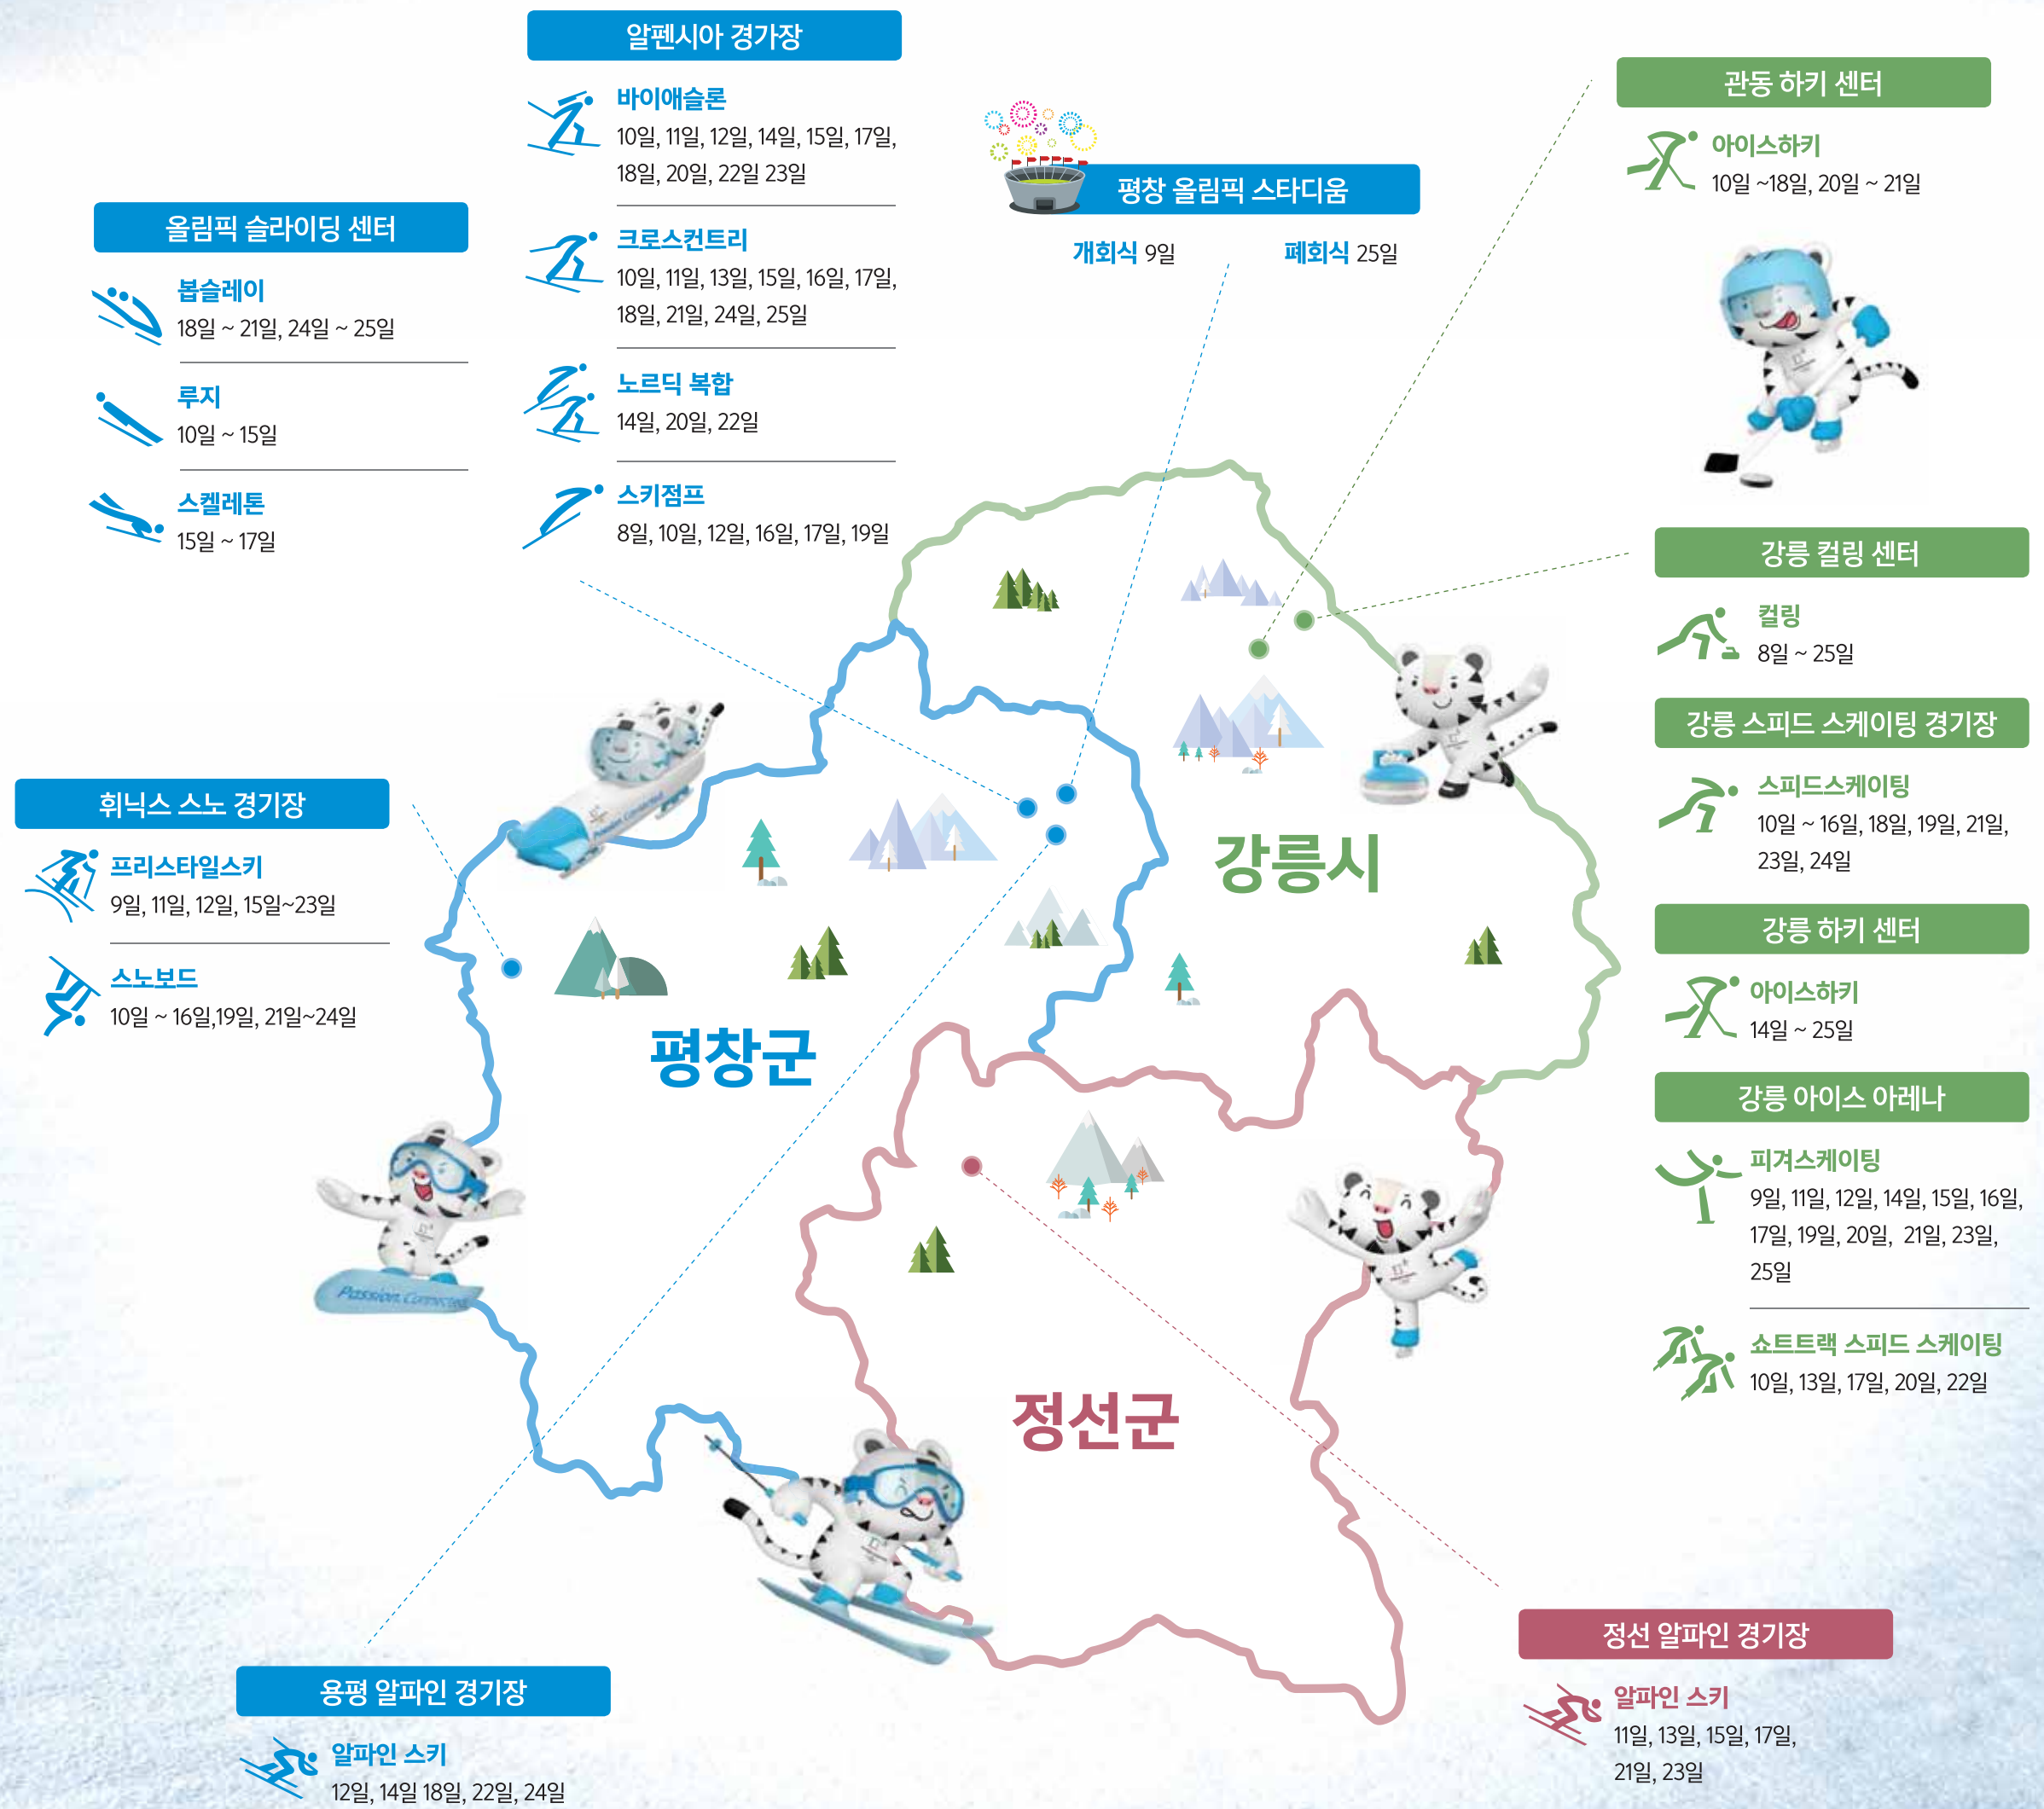 알펜시아 경가장
바이애슬론
10일, 11일, 12일, 14일, 15일, 17일,
18일, 20일, 22일 23일
크로스컨트리
10일, 11일, 13일, 15일, 16일, 17일,
18일, 21일, 24일, 25일
노르딕 복합
14일, 20일, 22일
스키점프
8일, 10일, 12일, 16일, 17일, 19일
올림픽 슬라이딩 센터
봅슬레이
18일 ~ 21일, 24일 ~ 25일
루지
10일 ~ 15일
스켈레톤
15일 ~ 17일
평창 올림픽 스타디움
개회식 9일
폐회식 25일
관동 하키 센터
아이스하키
10일 ~18일, 20일 ~ 21일
강릉 컬링 센터
컬링
8일 ~ 25일
강릉 스피드 스케이팅 경기장
스피드스케이팅
10일 ~ 16일, 18일, 19일, 21일,
23일, 24일
강릉 하키 센터
아이스하키
14일 ~ 25일
강릉 아이스 아레나
피겨스케이팅
9일, 11일, 12일, 14일, 15일, 16일,
17일, 19일, 20일, 21일, 23일,
25일
쇼트트랙 스피드 스케이팅
10일, 13일, 17일, 20일, 22일
휘닉스 스노 경기장
프리스타일스키
9일, 11일, 12일, 15일~23일
스노보드
10일 ~ 16일,19일, 21일~24일
강릉시
평창군
정선군
Passion. Connected.
Passion. Connected.
정선 알파인 경기장
알파인 스키
11일, 13일, 15일, 17일,
21일, 23일
용평 알파인 경기장
알파인 스키
12일, 14일 18일, 22일, 24일